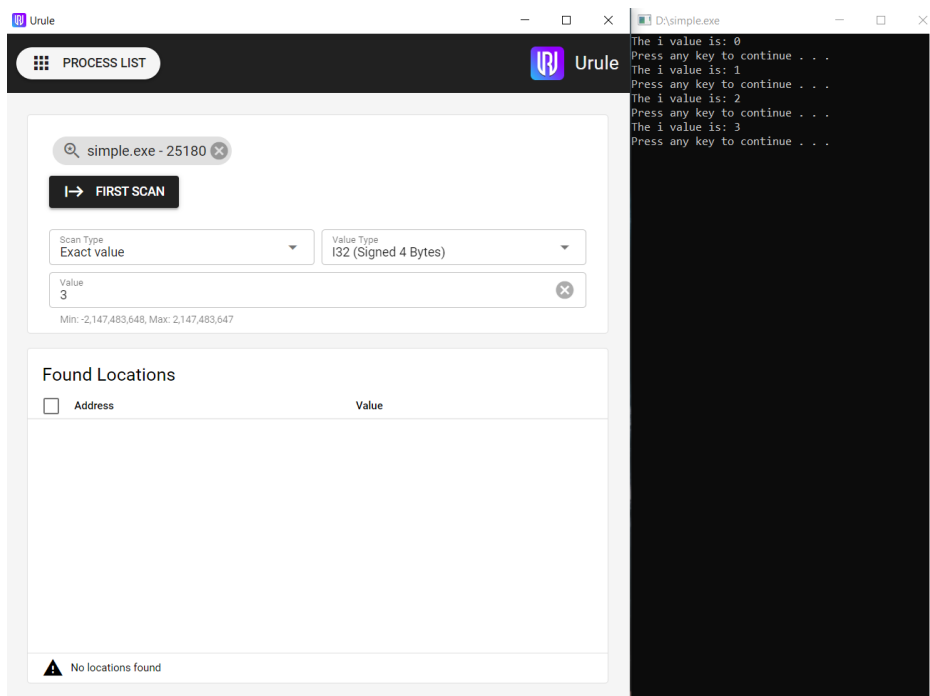 Urule
PROCESS LIST
Urule
simple.exe - 25180
FIRST SCAN
Scan Type
Exact value
Value Type
I32 (Signed 4 Bytes)
Value
3
Min: -2,147,483,648, Max: 2,147,483,647
Found Locations
Address Value
No locations found
D:\simple.exe
The i value is: 0
Press any key to continue . . .
The i value is: 1
Press any key to continue . . .
The i value is: 2
Press any key to continue . . .
The i value is: 3
Press any key to continue . . .